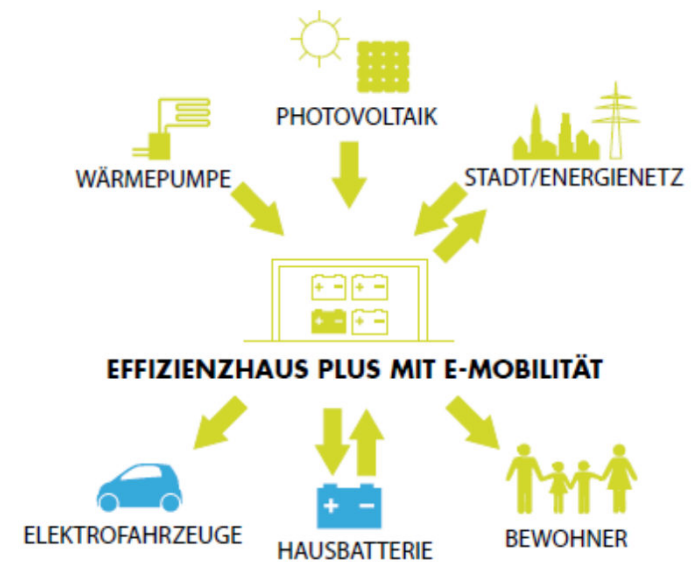 PHOTOVOLTAIK
WÄRMEPUMPE
STADT/ENERGIENETZ
EFFIZIENZHAUS PLUS MIT E-MOBILITÄT
ELEKTROFAHRZEUGE
HAUSBATTERIE
BEWOHNER